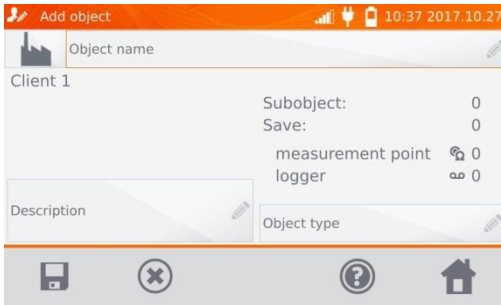 Add object
10:37 2017.10.27
Object name
Client 1
Subobject: 0
Save: 0
measurement point 0
logger 0
Description
Object type